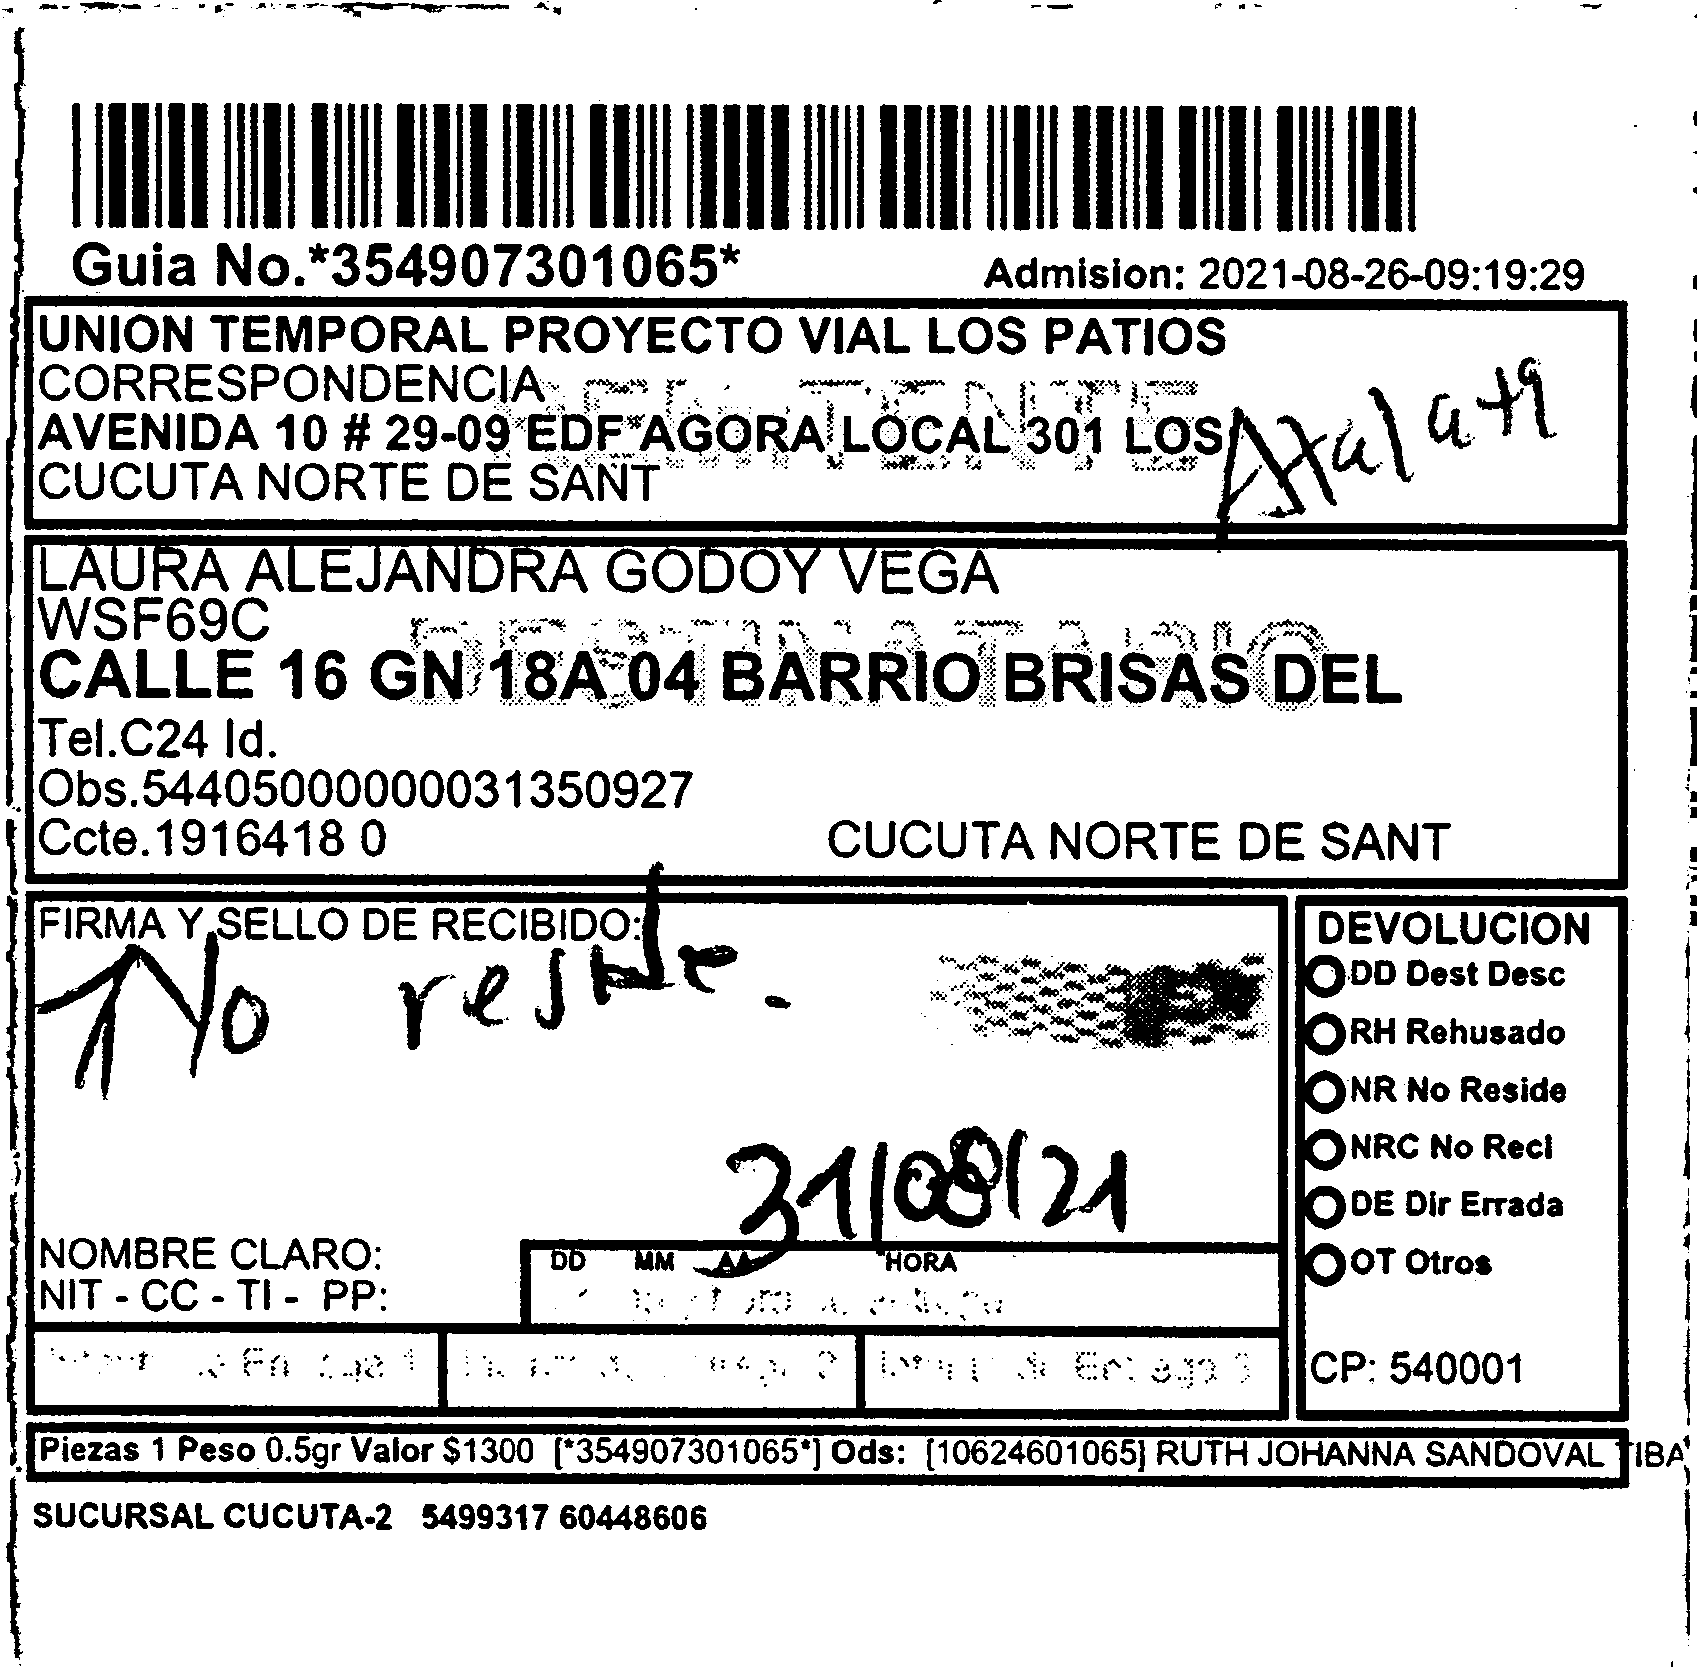 Guia No.*354907301065*
Admision: 2021-08-26-09:19:29
UNION TEMPORAL PROYECTO VIAL LOS PATIOS
CORRESPONDENCIA
AVENIDA 10 # 29-09 EDF AGORA LOCAL 301 LOS
CUCUTA NORTE DE SANT
REMITENTE
LAURA ALEJANDRA GODOY VEGA
WSF69C
DESTINATARIO
CALLE 16 GN 18A 04 BARRIO BRISAS DEL
Tel.C24 Id.
Obs.544050000000031350927
Ccte.1916418 0
CUCUTA NORTE DE SANT
FIRMA Y SELLO DE RECIBIDO:
No reside.
31/08/21
NOMBRE CLARO:
NIT - CC - TI - PP:
DD MM AA HORA
DEVOLUCION
DD Dest Desc
RH Rehusado
NR No Reside
NRC No Recl
DE Dir Errada
OT Otros
CP: 540001
Piezas 1 Peso 0.5gr Valor $1300 [*354907301065*] Ods: [10624601065] RUTH JOHANNA SANDOVAL TIBA
SUCURSAL CUCUTA-2 5499317 60448606